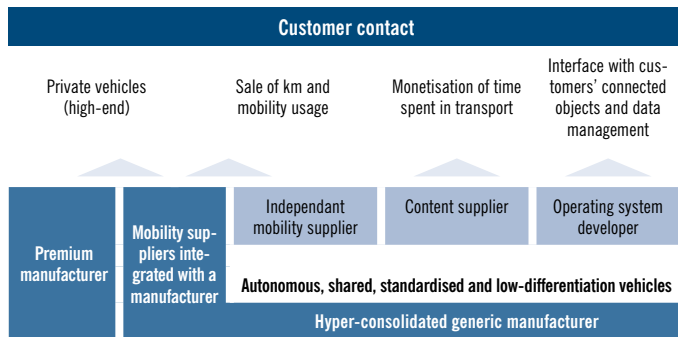 Customer contact
Private vehicles
(high-end)
Sale of km and
mobility usage
Monetisation of time
spent in transport
Interface with cus-
tomers’ connected
objects and data
management
Premium
manufacturer
Mobility sup-
pliers inte-
grated with a
manufacturer
Independant
mobility supplier
Content supplier
Operating system
developer
Autonomous, shared, standardised and low-differentiation vehicles
Hyper-consolidated generic manufacturer